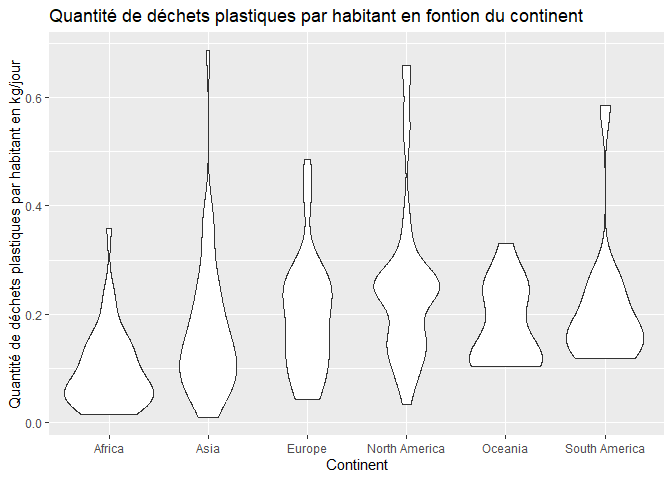 Quantité de déchets plastiques par habitant en fontion du continent
Quantité de déchets plastiques par habitant en kg/jour
0.6
0.4
0.2
0.0
Africa
Asia
Europe
North America
Oceania
South America
Continent